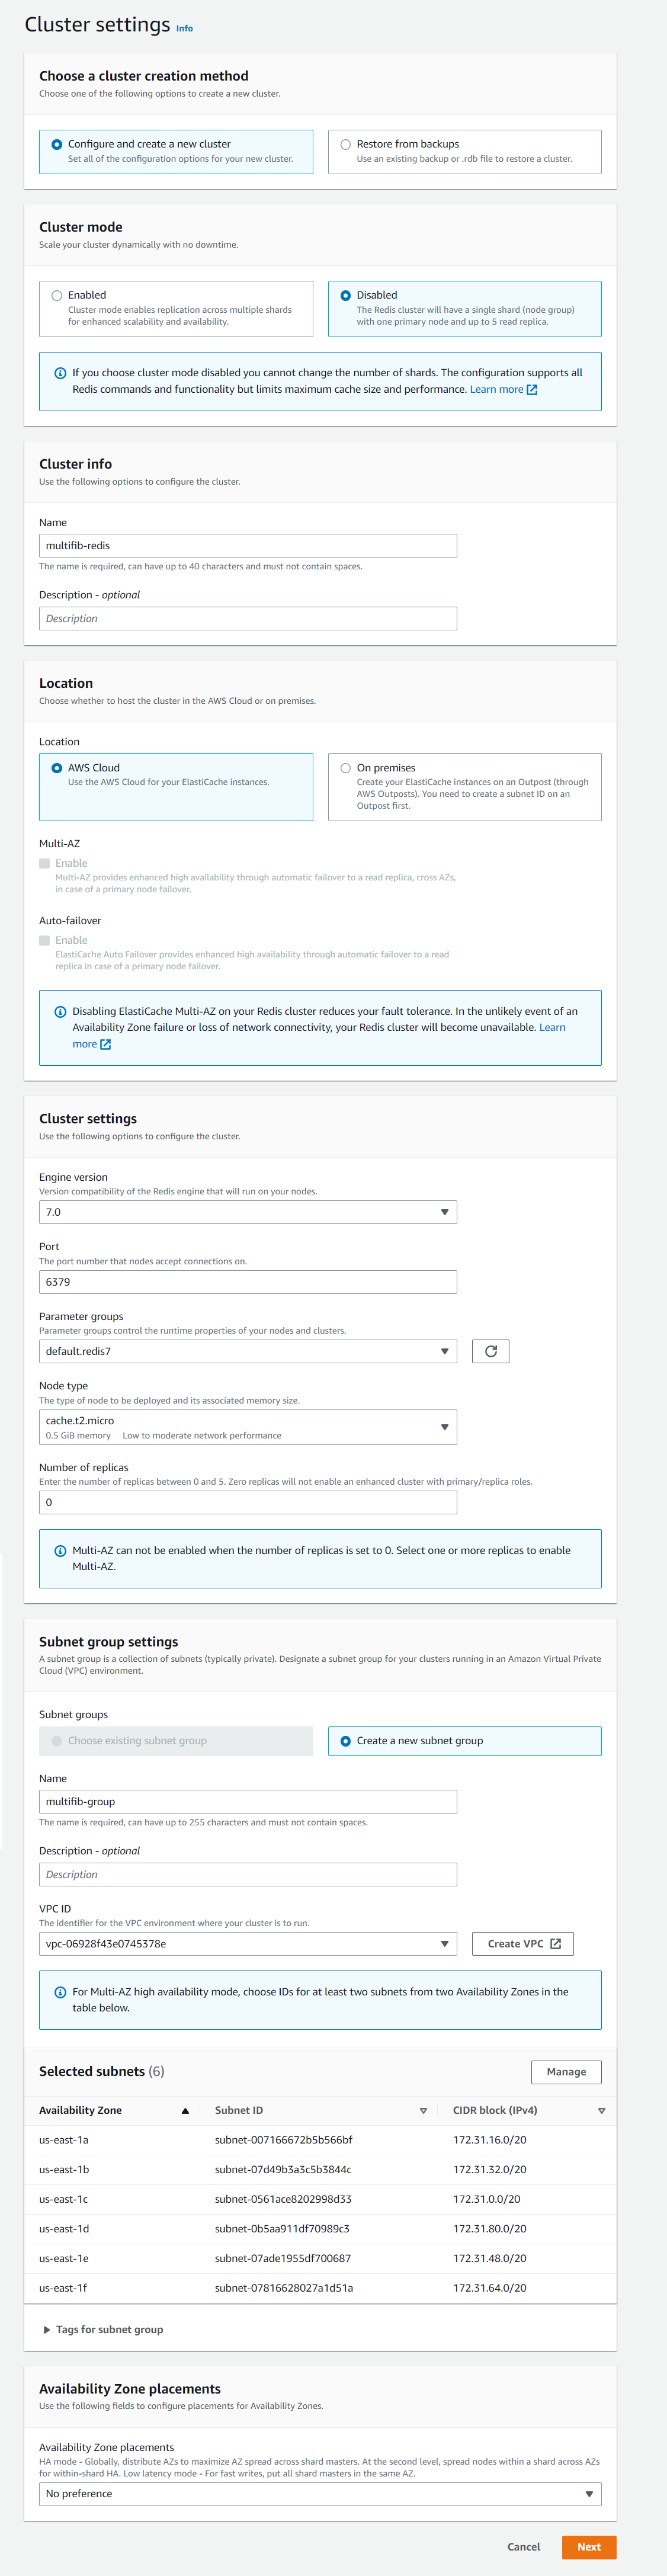 Cluster settings Info
Choose a cluster creation method
Choose one of the following options to create a new cluster.
Configure and create a new cluster
Set all of the configuration options for your new cluster.
Restore from backups
Use an existing backup or .rdb file to restore a cluster.
Cluster mode
Scale your cluster dynamically with no downtime.
Enabled
Cluster mode enables replication across multiple shards
for enhanced scalability and availability.
Disabled
The Redis cluster will have a single shard (node group)
with one primary node and up to 5 read replica.
If you choose cluster mode disabled you cannot change the number of shards. The configuration supports all
Redis commands and functionality but limits maximum cache size and performance. Learn more
Cluster info
Use the following options to configure the cluster.
Name
multifib-redis
The name is required, can have up to 40 characters and must not contain spaces.
Description - optional
Description
Location
Choose whether to host the cluster in the AWS Cloud or on premises.
Location
AWS Cloud
Use the AWS Cloud for your ElastiCache instances.
On premises
Create your ElastiCache instances on an Outpost (through
AWS Outposts). You need to create a subnet ID on an
Outpost first.
Multi-AZ
Enable
Multi-AZ provides enhanced high availability through automatic failover to a read replica, cross AZs,
in case of a primary node failover.
Auto-failover
Enable
ElastiCache Auto Failover provides enhanced high availability through automatic failover to a read
replica in case of a primary node failover.
Disabling ElastiCache Multi-AZ on your Redis cluster reduces your fault tolerance. In the unlikely event of an
Availability Zone failure or loss of network connectivity, your Redis cluster will become unavailable. Learn
more
Cluster settings
Use the following options to configure the cluster.
Engine version
Version compatibility of the Redis engine that will run on your nodes.
7.0
Port
The port number that nodes accept connections on.
6379
Parameter groups
Parameter groups control the runtime properties of your nodes and clusters.
default.redis7
Node type
The type of node to be deployed and its associated memory size.
cache.t2.micro
0.5 GiB memory Low to moderate network performance
Number of replicas
Enter the number of replicas between 0 and 5. Zero replicas will not enable an enhanced cluster with primary/replica roles.
0
Multi-AZ can not be enabled when the number of replicas is set to 0. Select one or more replicas to enable
Multi-AZ.
Subnet group settings
A subnet group is a collection of subnets (typically private). Designate a subnet group for your clusters running in an Amazon Virtual Private
Cloud (VPC) environment.
Subnet groups
Choose existing subnet group
Create a new subnet group
Name
multifib-group
The name is required, can have up to 255 characters and must not contain spaces.
Description - optional
Description
VPC ID
The identifier for the VPC environment where your cluster is to run.
vpc-06928f43e0745378e
Create VPC
For Multi-AZ high availability mode, choose IDs for at least two subnets from two Availability Zones in the
table below.
Selected subnets (6)
Manage
Availability Zone Subnet ID CIDR block (IPv4)
us-east-1a subnet-007166672b5b566bf 172.31.16.0/20
us-east-1b subnet-07d49b3a3c5b3844c 172.31.32.0/20
us-east-1c subnet-0561ace8202998d33 172.31.0.0/20
us-east-1d subnet-0b5aa911df70989c3 172.31.80.0/20
us-east-1e subnet-07ade1955df700687 172.31.48.0/20
us-east-1f subnet-07816628027a1d51a 172.31.64.0/20
Tags for subnet group
Availability Zone placements
Use the following fields to configure placements for Availability Zones.
Availability Zone placements
HA mode - Globally, distribute AZs to maximize AZ spread across shard masters. At the second level, spread nodes within a shard across AZs
for within-shard HA. Low latency mode - For fast writes, put all shard masters in the same AZ.
No preference
Cancel
Next